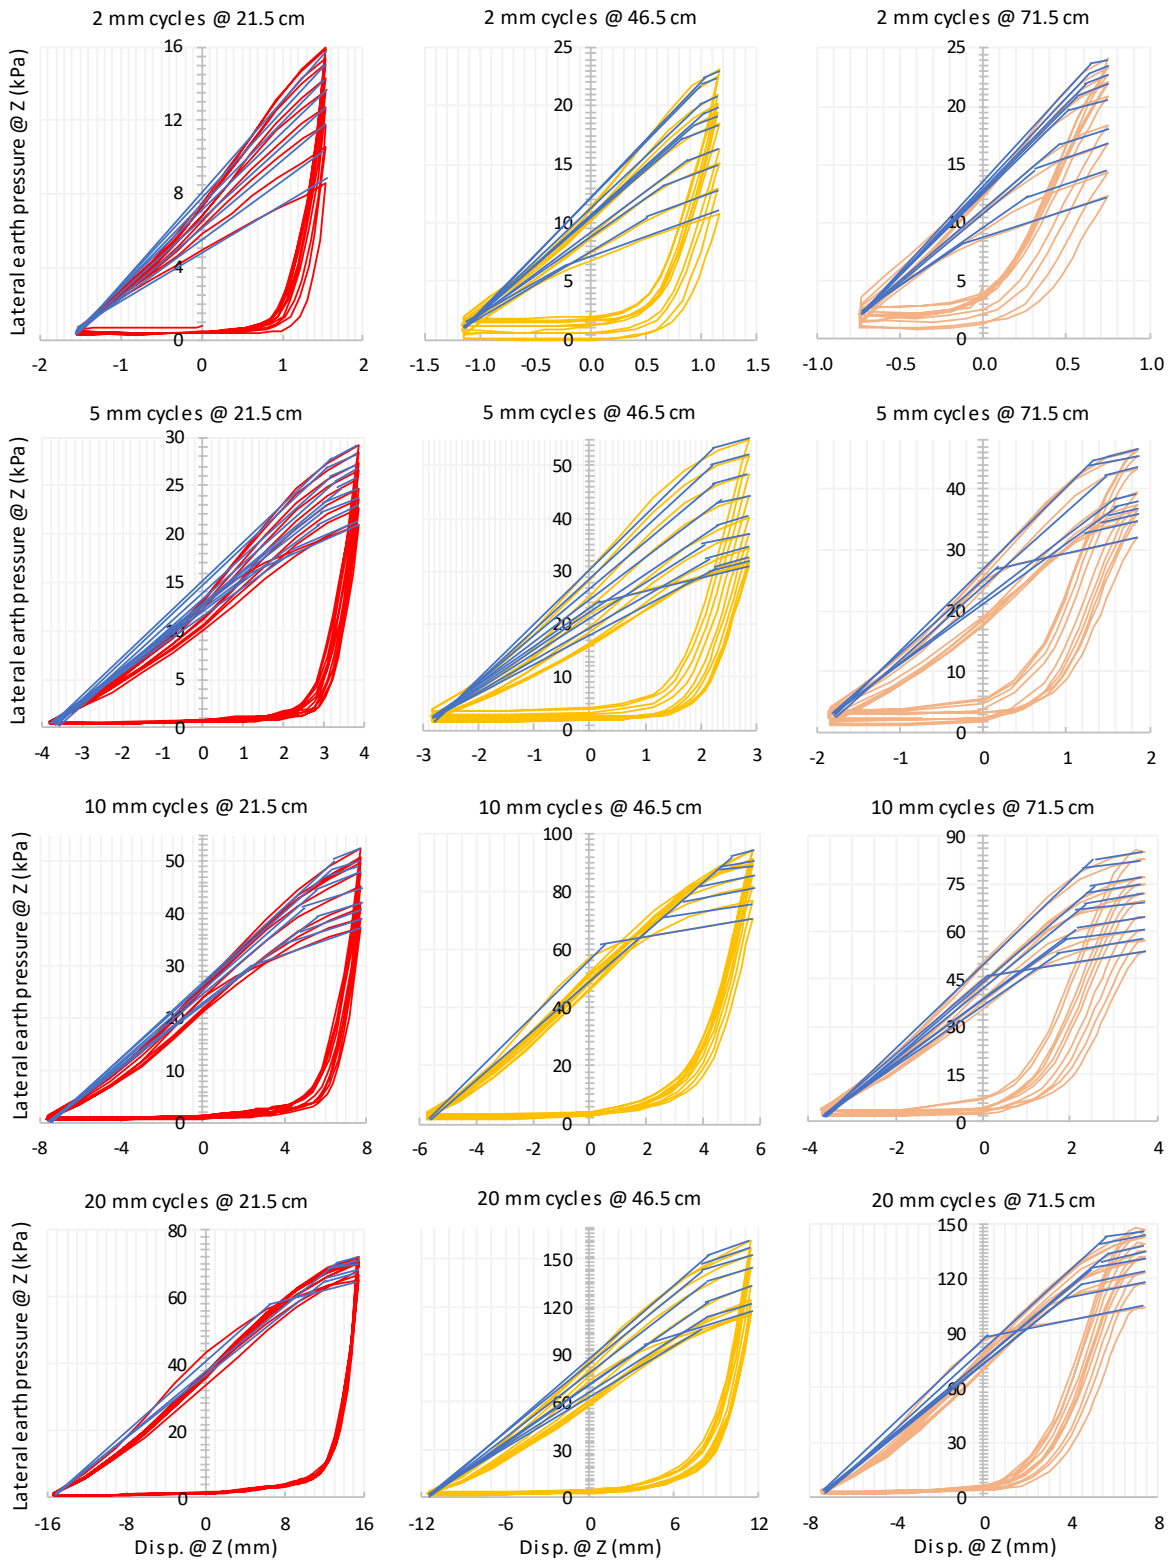 2 mm cycles @ 21.5 cm
2 mm cycles @ 46.5 cm
2 mm cycles @ 71.5 cm
Lateral earth pressure @ Z (kPa)
16
12
8
4
0
-2 -1 0 1 2
25
20
15
10
5
0
-1.5 -1.0 -0.5 0.0 0.5 1.0 1.5
25
20
15
10
5
0
-1.0 -0.5 0.0 0.5 1.0
5 mm cycles @ 21.5 cm
5 mm cycles @ 46.5 cm
5 mm cycles @ 71.5 cm
Lateral earth pressure @ Z (kPa)
30
25
20
15
10
5
0
-4 -3 -2 -1 0 1 2 3 4
50
40
30
20
10
0
-3 -2 -1 0 1 2 3
40
30
20
10
0
-2 -1 0 1 2
10 mm cycles @ 21.5 cm
10 mm cycles @ 46.5 cm
10 mm cycles @ 71.5 cm
Lateral earth pressure @ Z (kPa)
50
40
30
20
10
0
-8 -4 0 4 8
100
80
60
40
20
0
-6 -4 -2 0 2 4 6
90
75
60
45
30
15
0
-4 -2 0 2 4
20 mm cycles @ 21.5 cm
20 mm cycles @ 46.5 cm
20 mm cycles @ 71.5 cm
Lateral earth pressure @ Z (kPa)
80
60
40
20
0
-16 -8 0 8 16
Disp. @ Z (mm)
150
120
90
60
30
0
-12 -6 0 6 12
Disp. @ Z (mm)
150
120
90
60
30
0
-8 -4 0 4 8
Disp. @ Z (mm)